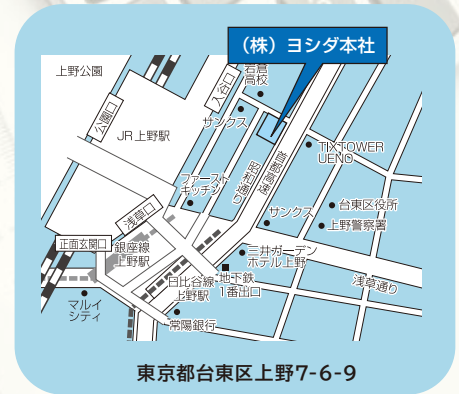 （株）ヨシダ本社
上野公園
岩倉
高校
公園口
入谷口
サンクス
JR上野駅
TIXTOWER
UENO
首都高速
昭和通り
ファースト
キッチン
浅草口
サンクス
台東区役所
上野警察署
正面玄関口
銀座線
上野駅
三井ガーデン
ホテル上野
浅草通り
日比谷線
上野駅
地下鉄
1番出口
マルイ
シティ
常陽銀行
東京都台東区上野7-6-9